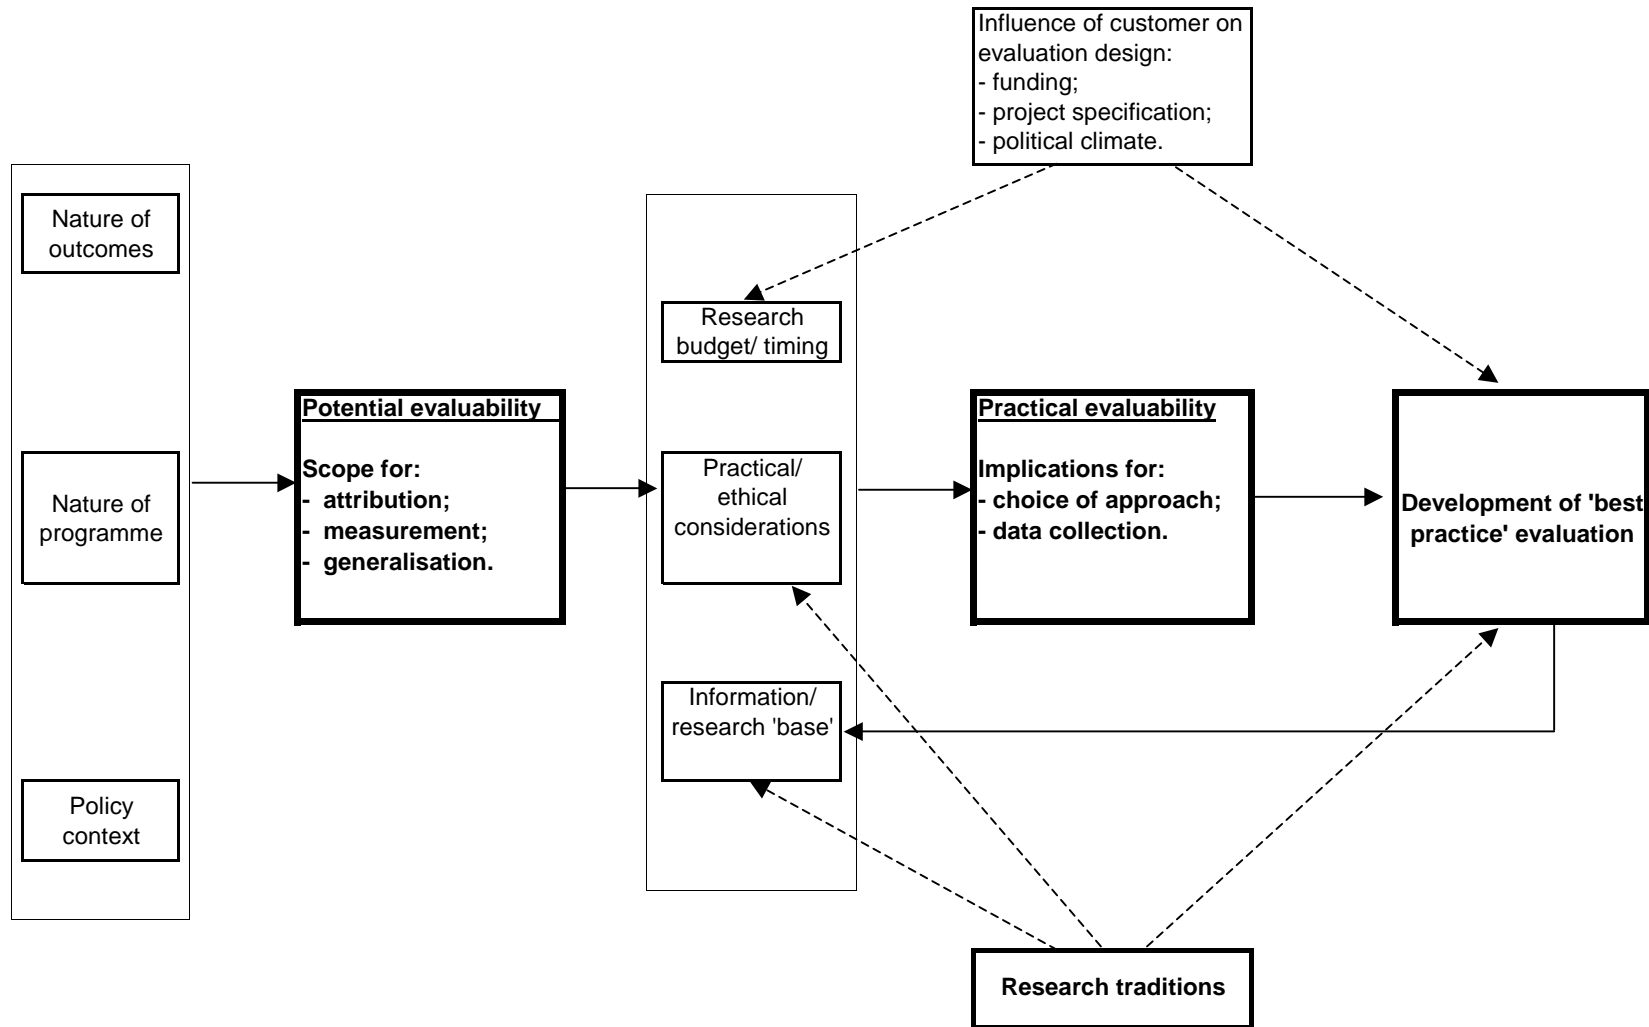 Influence of customer on
evaluation design:
- funding;
- project specification;
- political climate.
Nature of
outcomes
Nature of
programme
Policy
context
Potential evaluability
Scope for:
- attribution;
- measurement;
- generalisation.
Research
budget/ timing
Practical/
ethical
considerations
Information/
research 'base'
Practical evaluability
Implications for:
- choice of approach;
- data collection.
Development of 'best
practice' evaluation
Research traditions